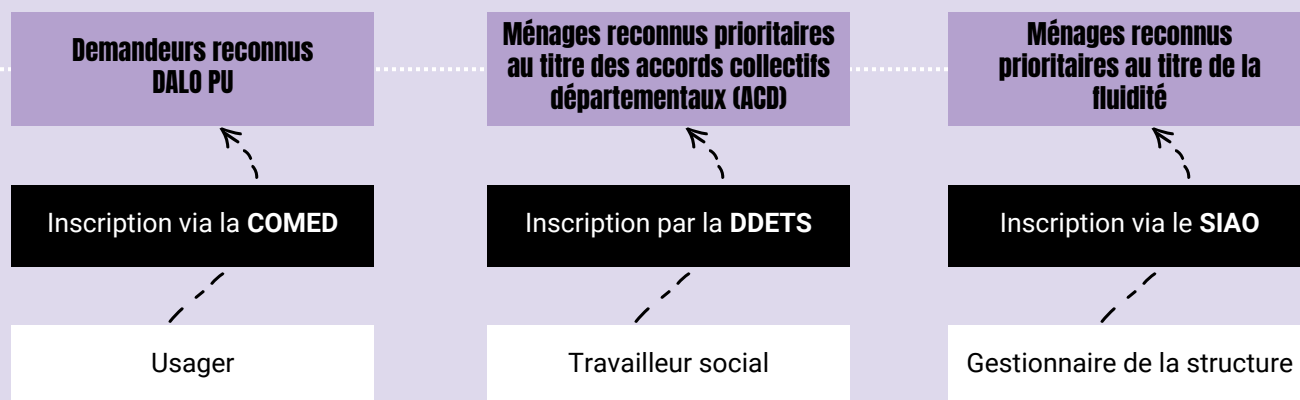 Demandeurs reconnus
DALO PU
Ménages reconnus prioritaires
au titre des accords collectifs
départementaux (ACD)
Ménages reconnus
prioritaires au titre de la
fluidité
Inscription via la COMED
Inscription par la DDETS
Inscription via le SIAO
Usager
Travailleur social
Gestionnaire de la structure